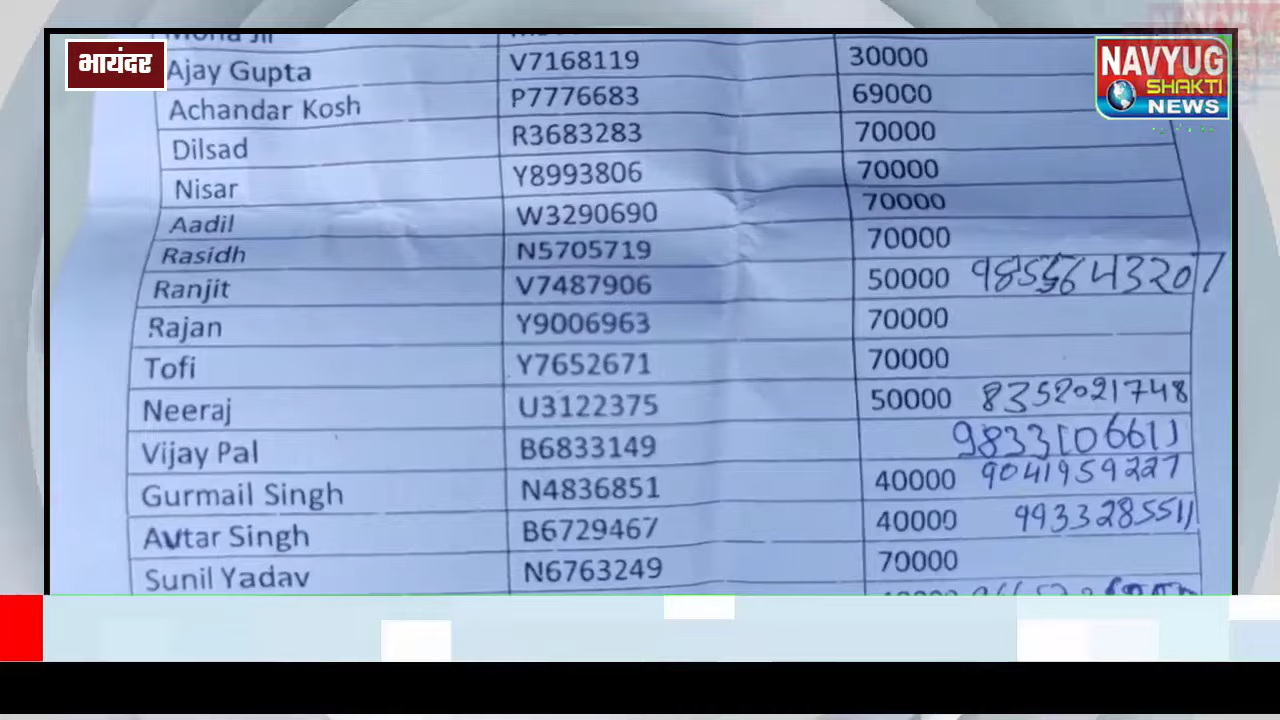 भायंदर
NAVYUG
SHAKTI
NEWS
Ajay Gupta V7168119 30000
Achandar Kosh P7776683 69000
Dilsad R3683283 70000
Nisar Y8993806 70000
Aadil W3290690 70000
Rasidh N5705719 70000
Ranjit V7487906 50000
Rajan Y9006963 70000
Tofi Y7652671 70000
Neeraj U3122375 50000 8352021748
Vijay Pal B6833149 9833106611
Gurmail Singh N4836851 40000 9041959227
Avtar Singh B6729467 40000 9933285511
Sunil Yadav N6763249 70000